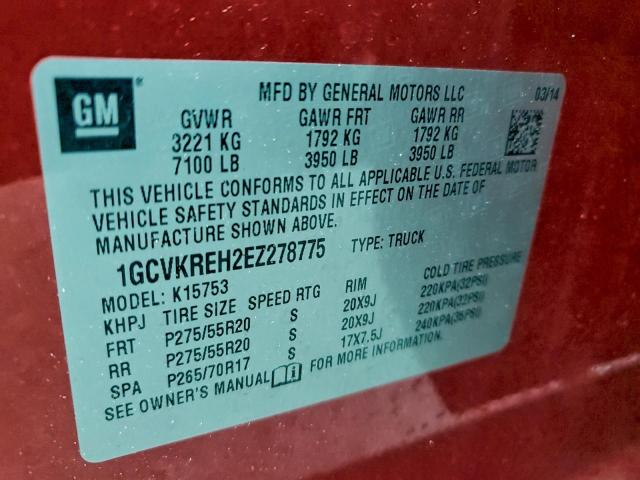 GM
MFD BY GENERAL MOTORS LLC 03/14
GVWR GAWR FRT GAWR RR
3221 KG 1792 KG 1792 KG
7100 LB 3950 LB 3950 LB
THIS VEHICLE CONFORMS TO ALL APPLICABLE U.S. FEDERAL MOTOR
VEHICLE SAFETY STANDARDS IN EFFECT ON THE DATE OF
MANUFACTURE SHOWN ABOVE.
1GCVKREH2EZ278775 TYPE: TRUCK
MODEL: K15753
KHPJ TIRE SIZE SPEED RTG RIM COLD TIRE PRESSURE
FRT P275/55R20 S 20X9J 220KPA(32PSI)
RR P275/55R20 S 20X9J 220KPA(32PSI)
SPA P265/70R17 S 17X7.5J 240KPA(35PSI)
SEE OWNER'S MANUAL FOR MORE INFORMATION.